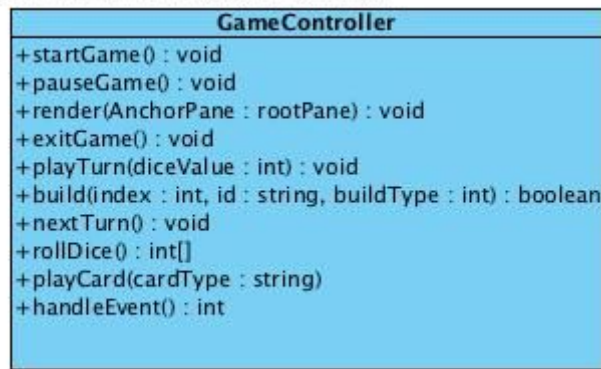 GameController
+startGame() : void
+pauseGame() : void
+render(AnchorPane : rootPane) : void
+exitGame() : void
+playTurn(diceValue : int) : void
+build(index : int, id : string, buildType : int) : boolean
+nextTurn() : void
+rollDice() : int[]
+playCard(cardType : string)
+handleEvent() : int